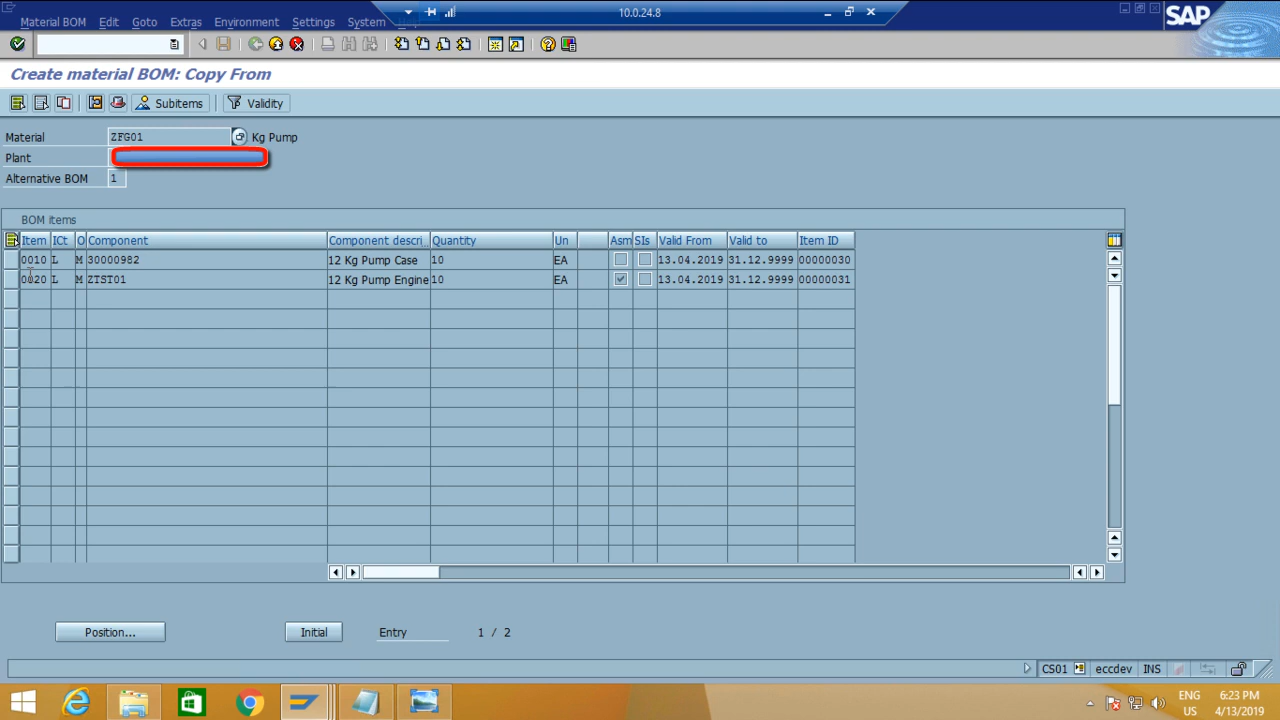 10.0.24.8
Material BOM Edit Goto Extras Environment Settings System
SAP
Create material BOM: Copy From
Subitems Validity
Material ZFG01 Kg Pump
Plant
Alternative BOM 1
BOM items
Item ICt O Component Component descri... Quantity Un Asm SIs Valid From Valid to Item ID
0010 L M 30000982 12 Kg Pump Case 10 EA 13.04.2019 31.12.9999 00000030
0020 L M ZTST01 12 Kg Pump Engine 10 EA 13.04.2019 31.12.9999 00000031
Position... Initial Entry 1 / 2
CS01 eccdev INS
ENG 6:23 PM
US 4/13/2019